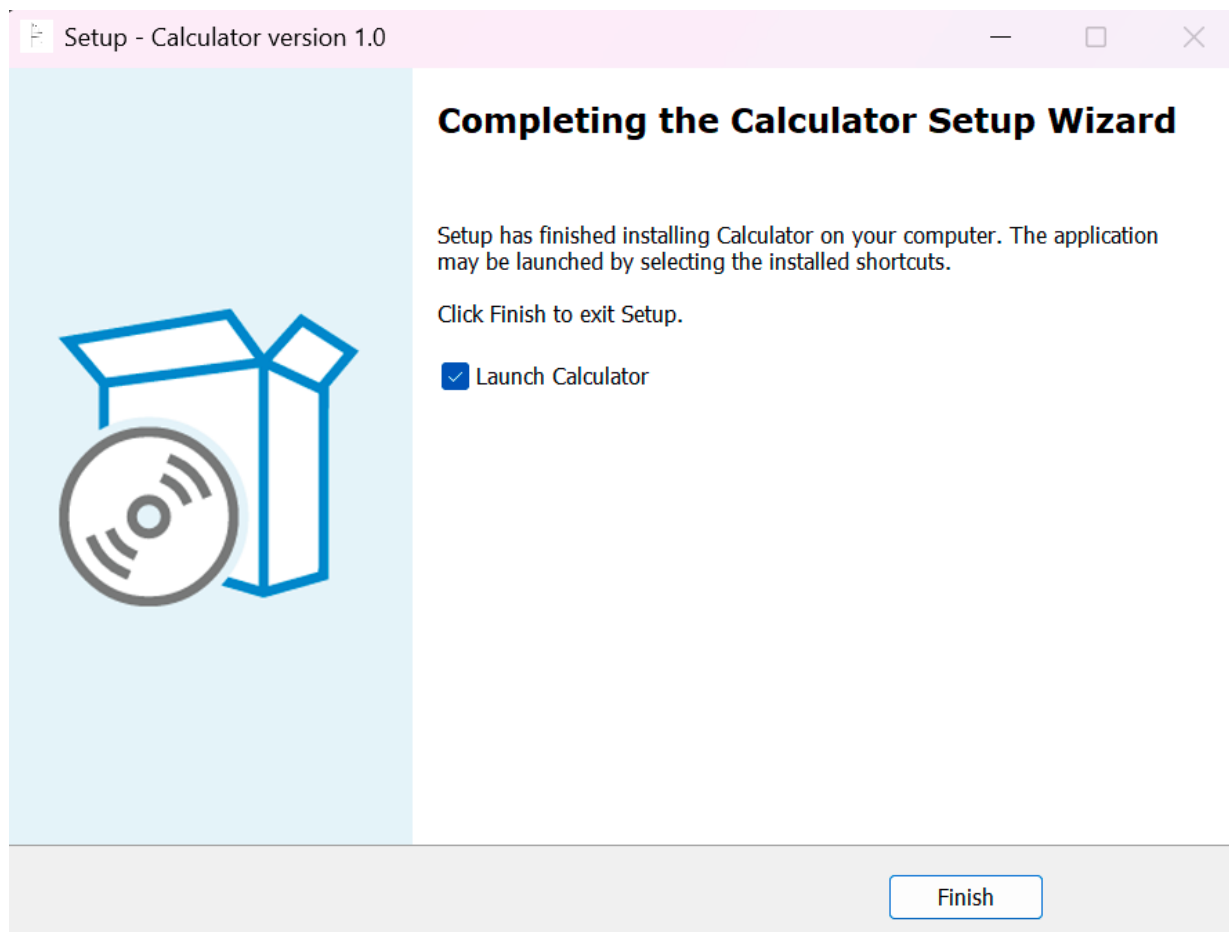 Setup - Calculator version 1.0
Completing the Calculator Setup Wizard
Setup has finished installing Calculator on your computer. The application
may be launched by selecting the installed shortcuts.
Click Finish to exit Setup.
Launch Calculator
Finish